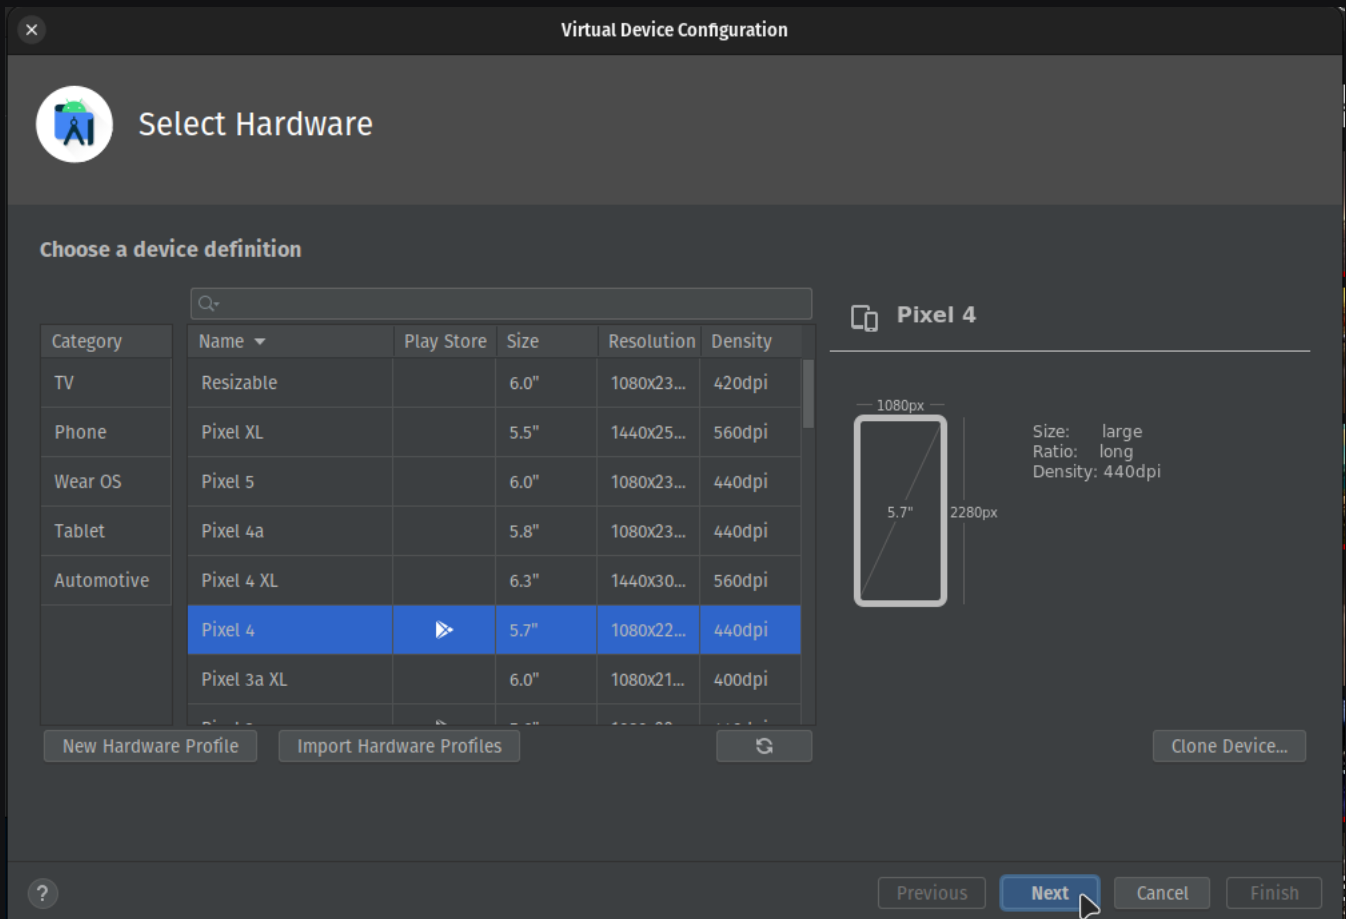 Virtual Device Configuration
Select Hardware
Choose a device definition
Category
TV
Phone
Wear OS
Tablet
Automotive
Name Play Store Size Resolution Density
Resizable 6.0" 1080x23... 420dpi
Pixel XL 5.5" 1440x25... 560dpi
Pixel 5 6.0" 1080x23... 440dpi
Pixel 4a 5.8" 1080x23... 440dpi
Pixel 4 XL 6.3" 1440x30... 560dpi
Pixel 4 5.7" 1080x22... 440dpi
Pixel 3a XL 6.0" 1080x21... 400dpi
New Hardware Profile
Import Hardware Profiles
Pixel 4
1080px
5.7"
2280px
Size: large
Ratio: long
Density: 440dpi
Clone Device...
?
Previous
Next
Cancel
Finish